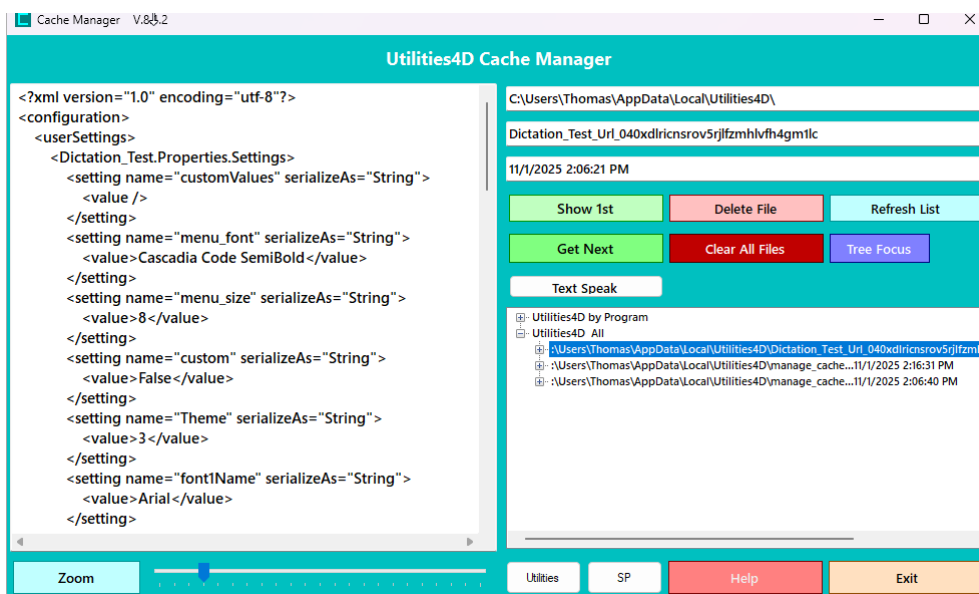 Cache Manager V.8.5.2
Utilities4D Cache Manager
<?xml version="1.0" encoding="utf-8"?>
<configuration>
<userSettings>
<Dictation_Test.Properties.Settings>
<setting name="customValues" serializeAs="String">
<value />
</setting>
<setting name="menu_font" serializeAs="String">
<value>Cascadia Code SemiBold</value>
</setting>
<setting name="menu_size" serializeAs="String">
<value>8</value>
</setting>
<setting name="custom" serializeAs="String">
<value>False</value>
</setting>
<setting name="Theme" serializeAs="String">
<value>3</value>
</setting>
<setting name="font1Name" serializeAs="String">
<value>Arial</value>
</setting>
Zoom
C:\Users\Thomas\AppData\Local\Utilities4D\
Dictation_Test_Url_040xdlricnsrov5rjlfzmhlvfh4gm1lc
11/1/2025 2:06:21 PM
Show 1st Delete File Refresh List
Get Next Clear All Files Tree Focus
Text Speak
Utilities4D by Program
Utilities4D All
:\Users\Thomas\AppData\Local\Utilities4D\Dictation_Test_Url_040xdlricnsrov5rjlfzml
:\Users\Thomas\AppData\Local\Utilities4D\manage_cache...11/1/2025 2:16:31 PM
:\Users\Thomas\AppData\Local\Utilities4D\manage_cache...11/1/2025 2:06:40 PM
Utilities SP Help Exit